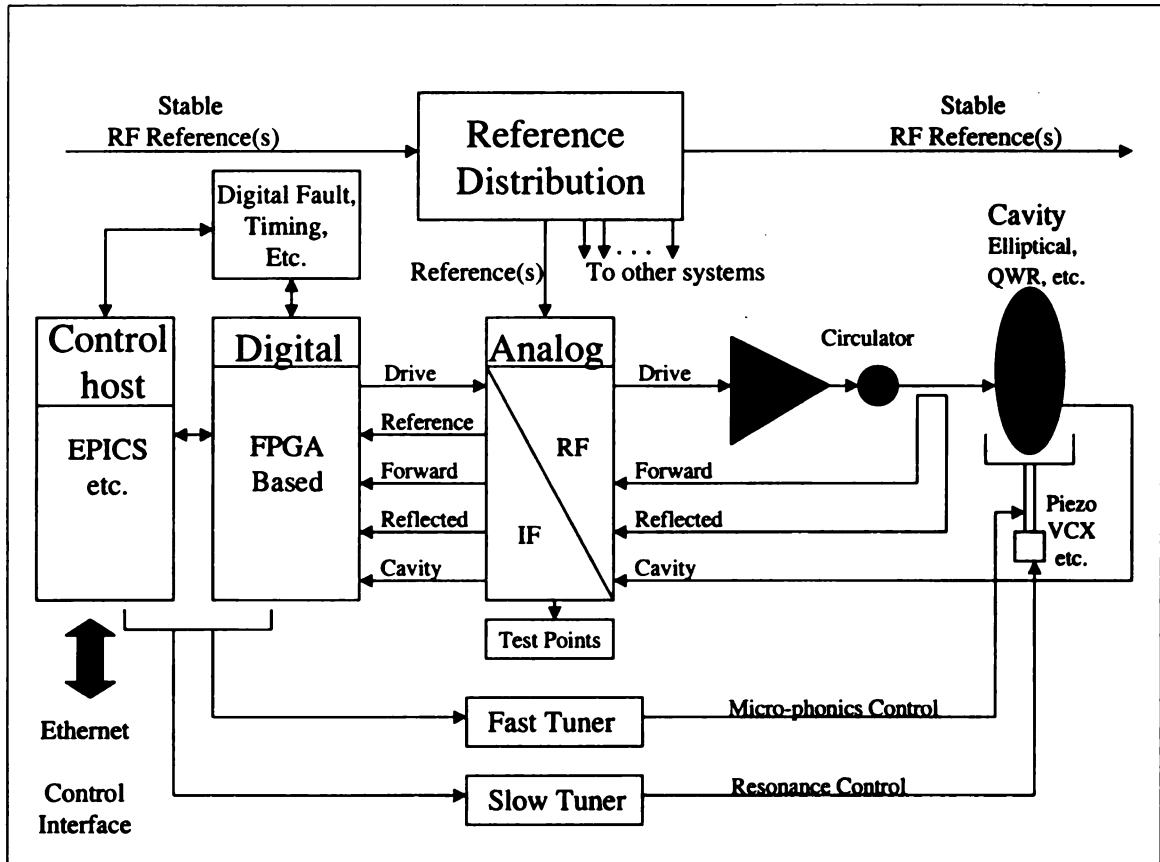 Stable
RF Reference(s)
Reference
Distribution
Stable
RF Reference(s)
Digital Fault,
Timing,
Etc.
Reference(s)
. . .
To other systems
Cavity
Elliptical,
QWR, etc.
Control
host
EPICS
etc.
Digital
FPGA
Based
Drive
Reference
Forward
Reflected
Cavity
Analog
RF
IF
Drive
Circulator
Forward
Reflected
Cavity
Piezo
VCX
etc.
Test Points
Ethernet
Control
Interface
Fast Tuner
Micro-phonics Control
Slow Tuner
Resonance Control